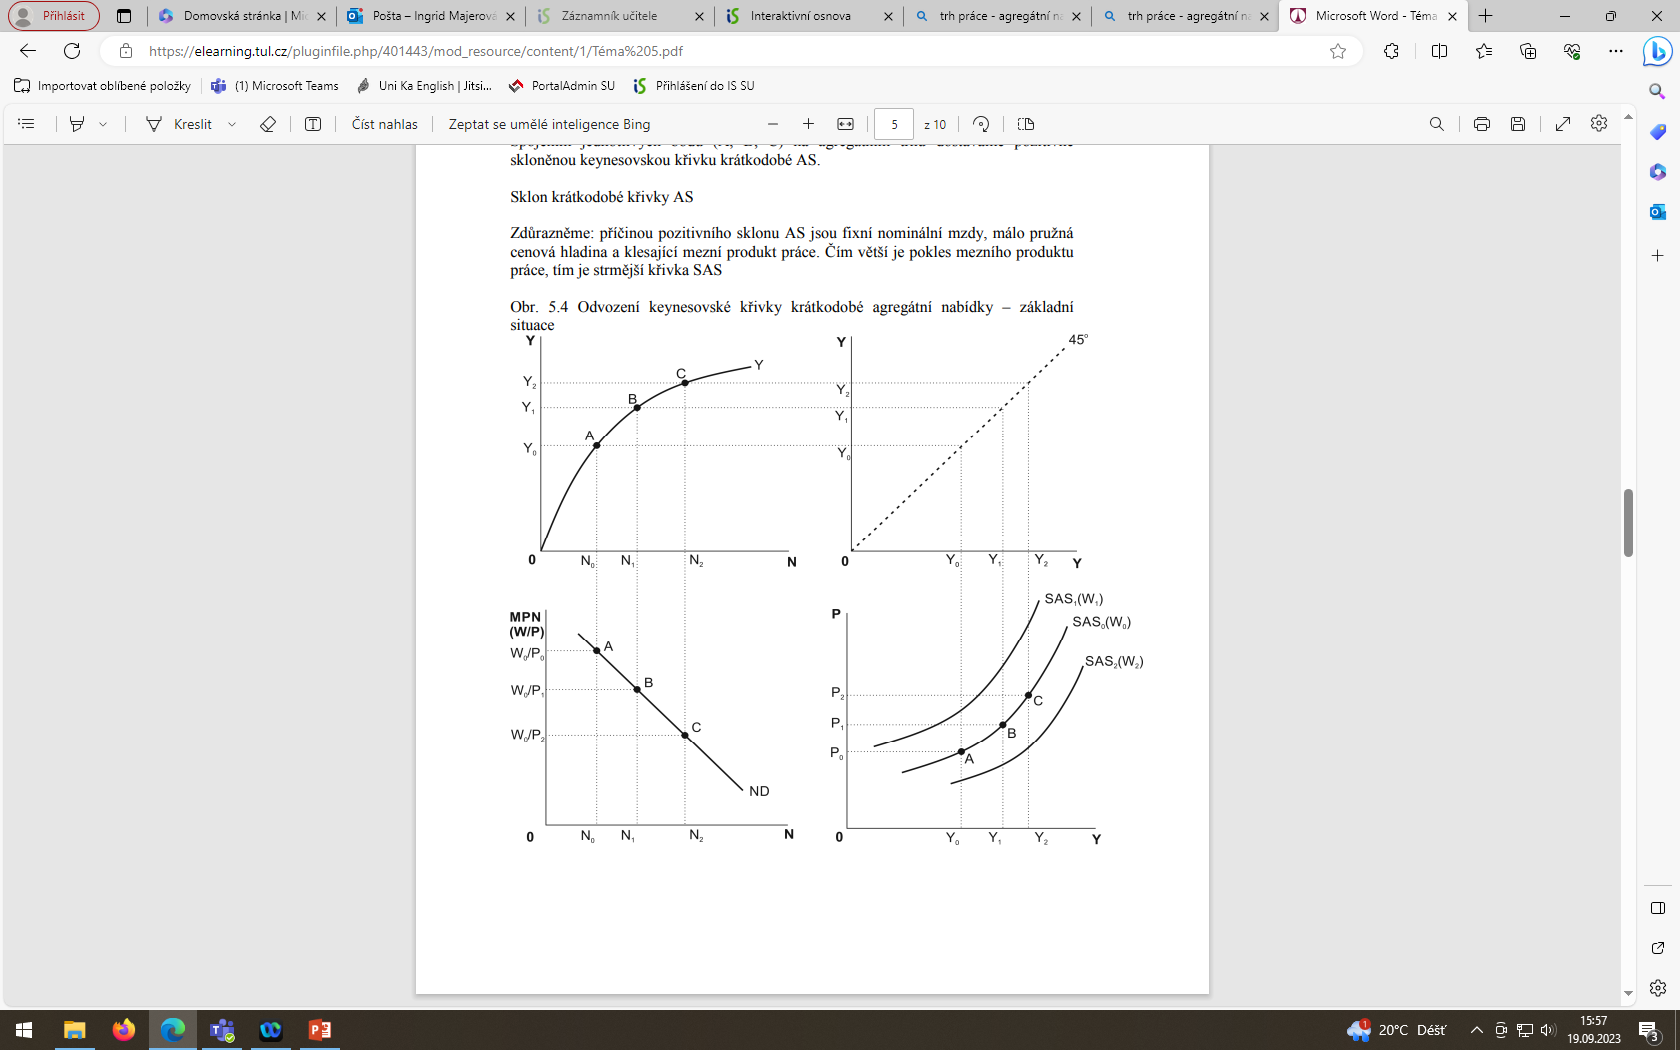 Přihlásit
Domovská stránka | Mic
Pošta – Ingrid Majerová
Záznamník učitele
Interaktivní osnova
trh práce - agregátní na
trh práce - agregátní na
Microsoft Word - Téma
https://elearning.tul.cz/pluginfile.php/401443/mod_resource/content/1/Téma%205.pdf
Importovat oblíbené položky
(1) Microsoft Teams
Uni Ka English | Jitsi...
PortalAdmin SU
Přihlášení do IS SU
Kreslit
Číst nahlas
Zeptat se umělé inteligence Bing
5
z 10
skloněnou keynesovskou křivku krátkodobé AS.
Sklon krátkodobé křivky AS
Zdůrazněme: příčinou pozitivního sklonu AS jsou fixní nominální mzdy, málo pružná
cenová hladina a klesající mezní produkt práce. Čím větší je pokles mezního produktu
práce, tím je strmější křivka SAS
Obr. 5.4 Odvození keynesovské křivky krátkodobé agregátní nabídky – základní
situace
Y
Y₂
Y₁
Y₀
A
B
C
Y
0
N₀
N₁
N₂
N
Y
Y₂
Y₁
Y₀
45°
0
Y₀
Y₁
Y₂
Y
MPN
(W/P)
W₀/P₀
W₀/P₁
W₀/P₂
A
B
C
ND
0
N₀
N₁
N₂
N
P
SAS₁(W₁)
SAS₀(W₀)
SAS₂(W₂)
P₂
P₁
P₀
C
B
A
0
Y₀
Y₁
Y₂
Y
20°C Déšť
15:57
19.09.2023
1
3